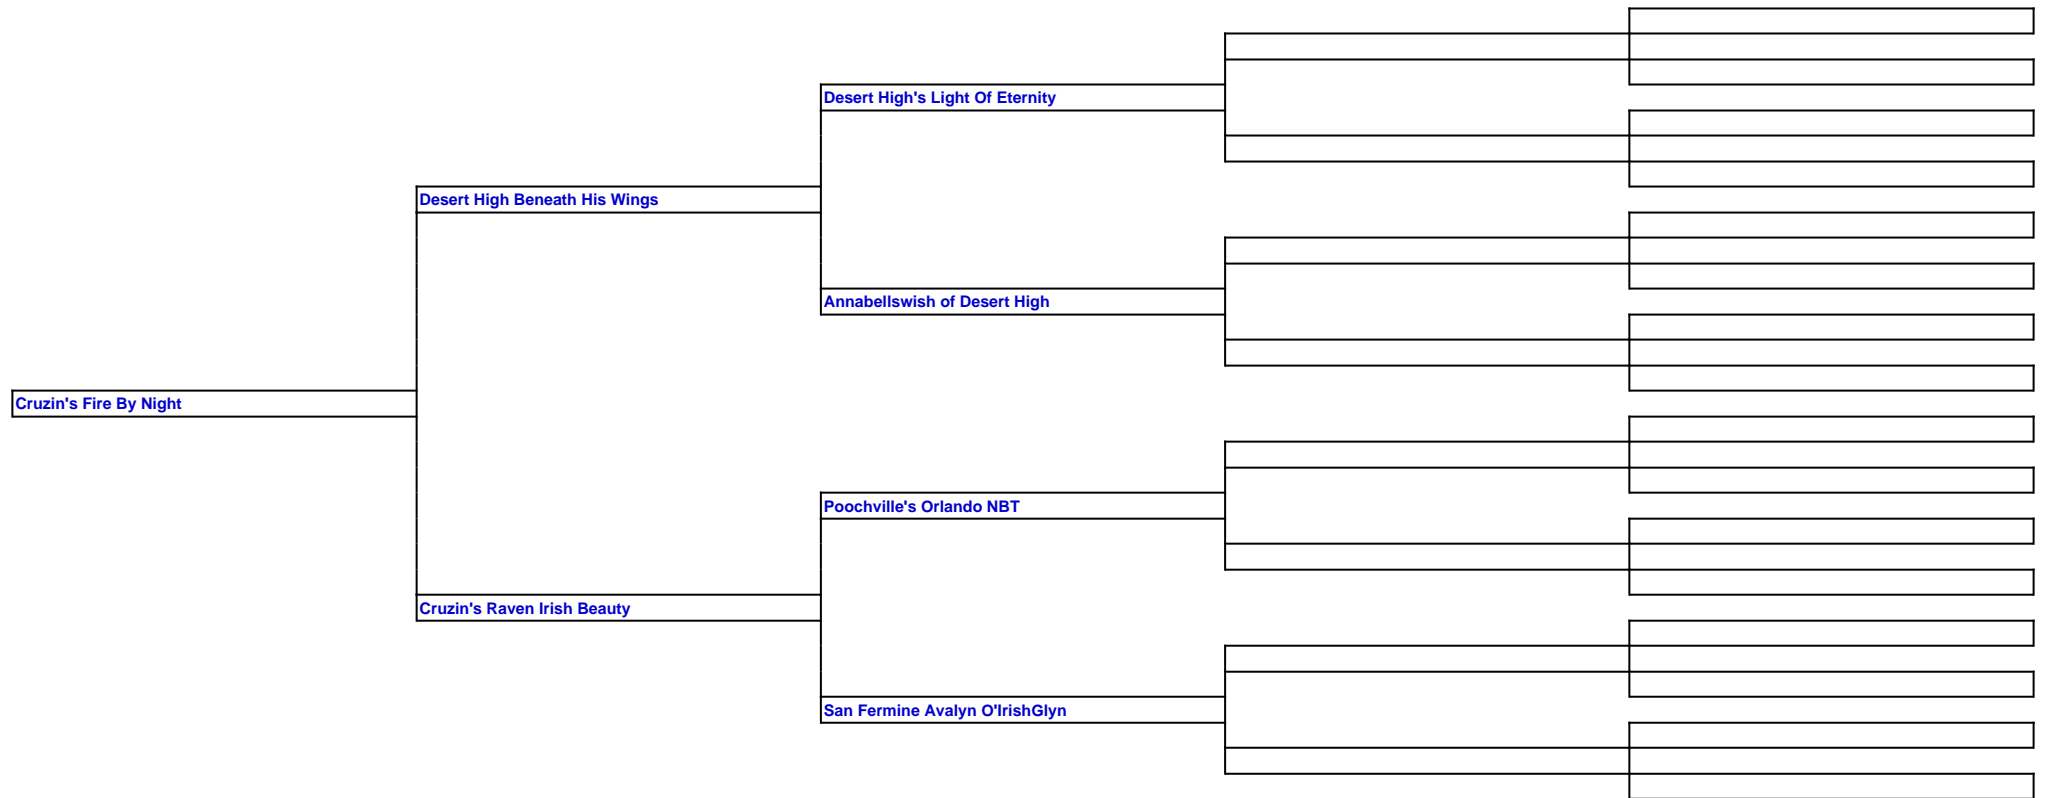 Desert High's Light Of Eternity
Desert High Beneath His Wings
Annabellswish of Desert High
Cruzin's Fire By Night
Poochville's Orlando NBT
Cruzin's Raven Irish Beauty
San Fermine Avalyn O'IrishGlyn